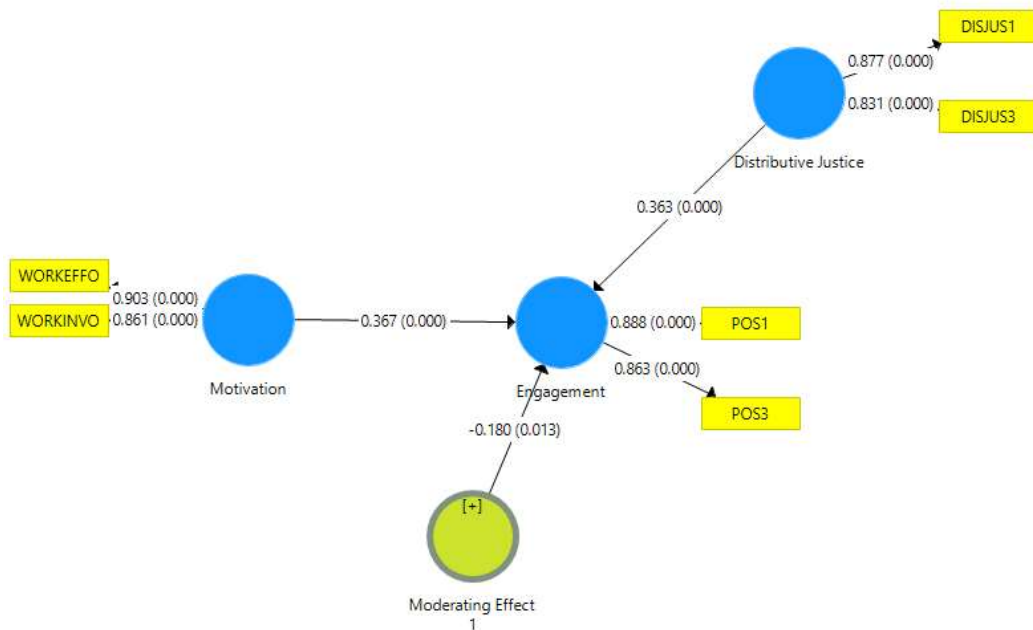 DISJUS1
0.877 (0.000)
0.831 (0.000)
DISJUS3
Distributive Justice
0.363 (0.000)
WORKEFFO
0.903 (0.000)
WORKINVO
0.861 (0.000)
0.367 (0.000)
0.888 (0.000)
POS1
Motivation
Engagement
0.863 (0.000)
POS3
-0.180 (0.013)
[+]
Moderating Effect
1